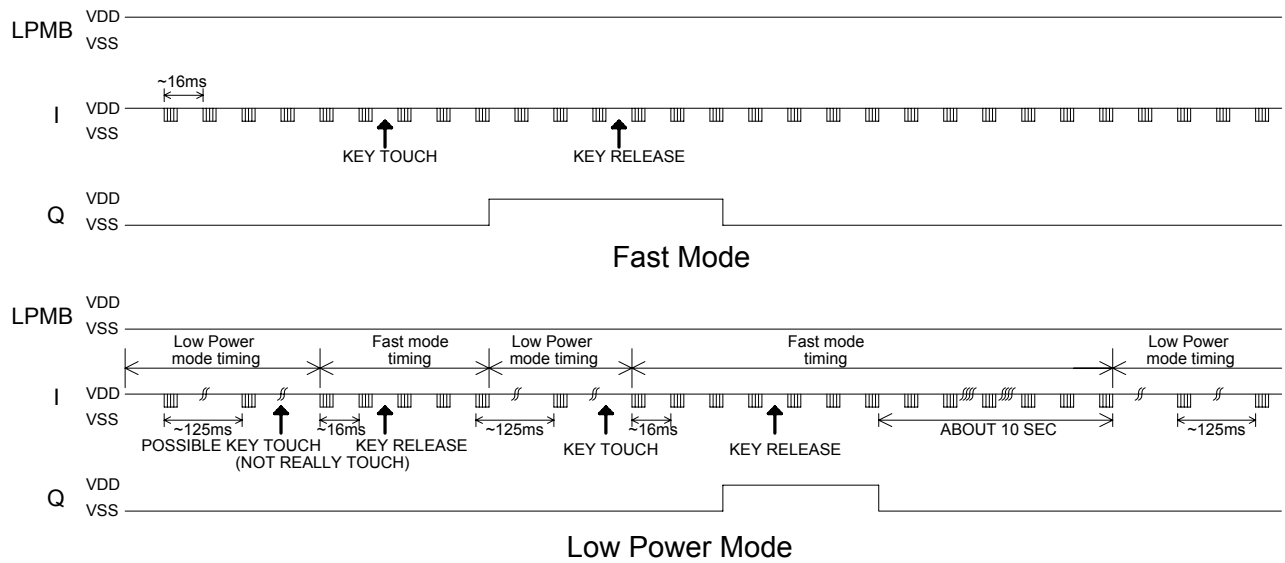 LPMB VDD
VSS
~16ms
I VDD
VSS
KEY TOUCH KEY RELEASE
Q VDD
VSS
Fast Mode
LPMB VDD
VSS
Low Power mode timing
Fast mode timing
Low Power mode timing
Fast mode timing
Low Power mode timing
I VDD
VSS
~125ms ~16ms ~125ms ~16ms ABOUT 10 SEC ~125ms
POSSIBLE KEY TOUCH
(NOT REALLY TOUCH)
KEY RELEASE
KEY TOUCH
KEY RELEASE
Q VDD
VSS
Low Power Mode